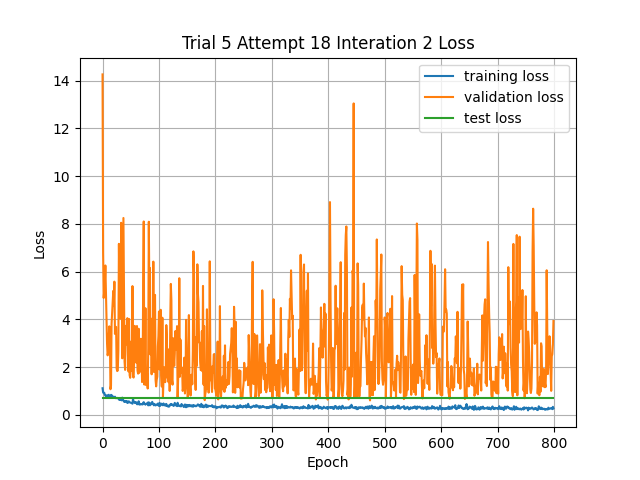 Trial 5 Attempt 18 Interation 2 Loss
training loss
validation loss
test loss
Loss
14
12
10
8
6
4
2
0
0 100 200 300 400 500 600 700 800
Epoch